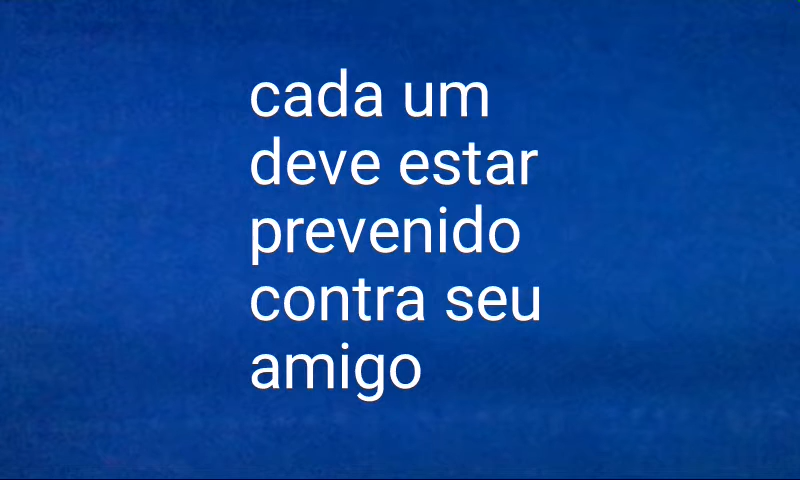 cada um
deve estar
prevenido
contra seu
amigo